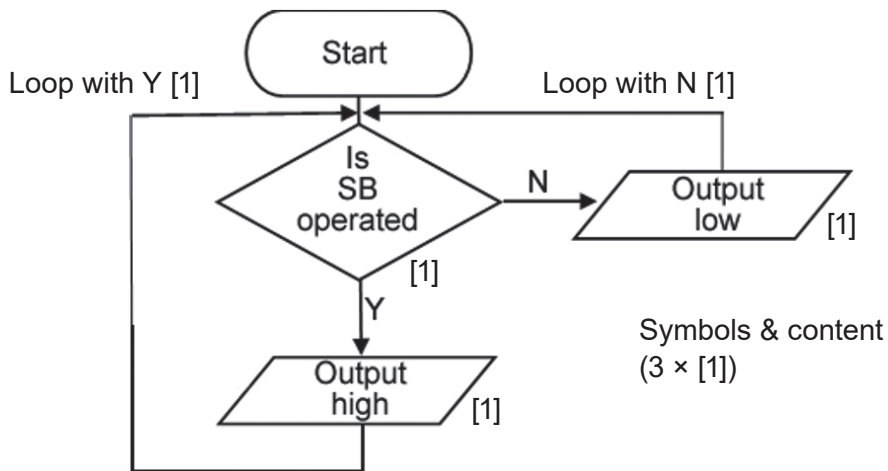 Start
Loop with Y [1]
Loop with N [1]
Is
SB
operated
[1]
N
Output
low
[1]
Y
Symbols & content
(3 × [1])
Output
high
[1]